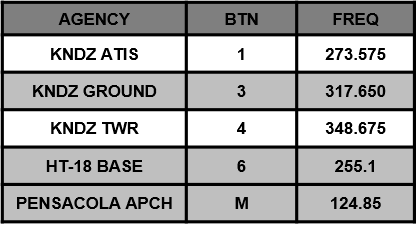 AGENCY BTN FREQ
KNDZ ATIS 1 273.575
KNDZ GROUND 3 317.650
KNDZ TWR 4 348.675
HT-18 BASE 6 255.1
PENSACOLA APCH M 124.85